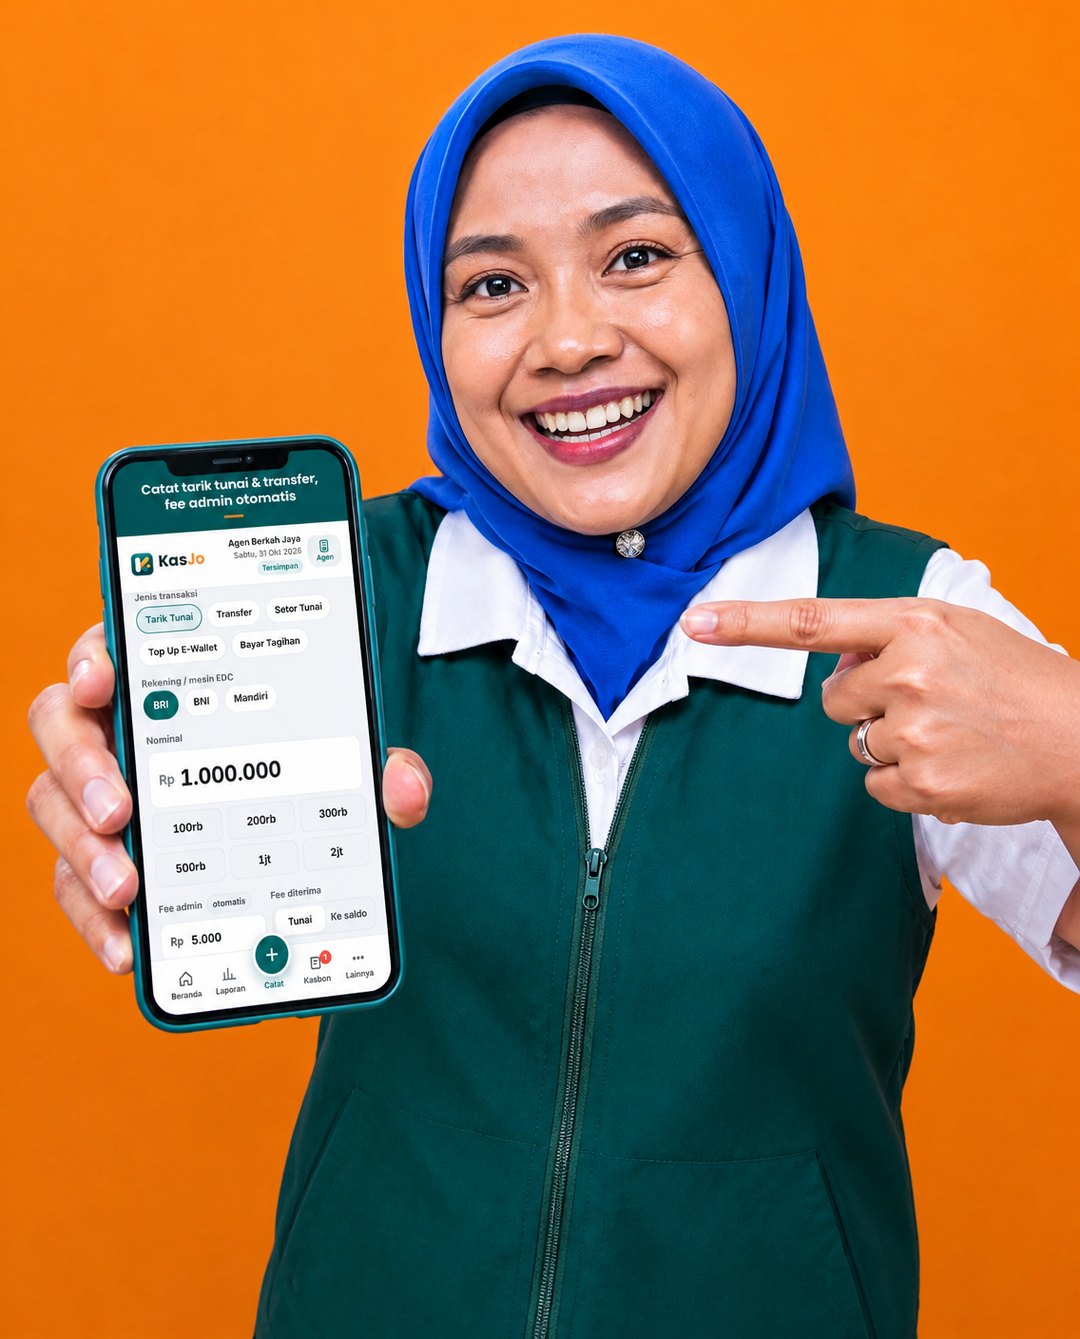 Catat tarik tunai & transfer,
fee admin otomatis
KasJo
Agen Berkah Jaya
Sabtu, 31 Okt 2026
Tersimpan
Agen
Jenis transaksi
Tarik Tunai
Transfer
Setor Tunai
Top Up E-Wallet
Bayar Tagihan
Rekening / mesin EDC
BRI
BNI
Mandiri
Nominal
Rp 1.000.000
100rb
200rb
300rb
500rb
1jt
2jt
Fee admin otomatis
Fee diterima
Rp 5.000
Tunai
Ke saldo
Beranda
Laporan
+
Catat
1
Kasbon
Lainnya